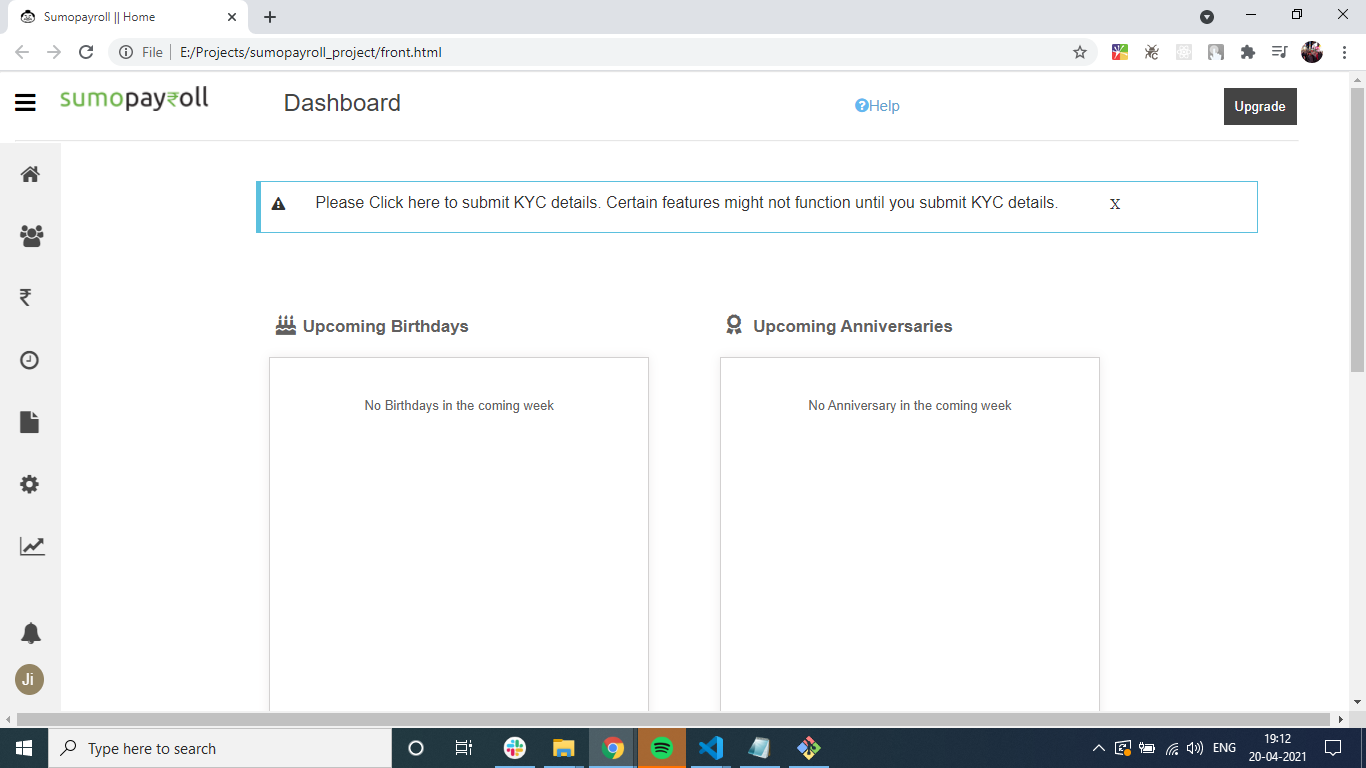 Sumopayroll || Home
File
E:/Projects/sumopayroll_project/front.html
sumopay₹oll
Dashboard
Help
Upgrade
Please Click here to submit KYC details. Certain features might not function until you submit KYC details.
X
Upcoming Birthdays
Upcoming Anniversaries
No Birthdays in the coming week
No Anniversary in the coming week
₹
Ji
Type here to search
ENG
19:12
20-04-2021